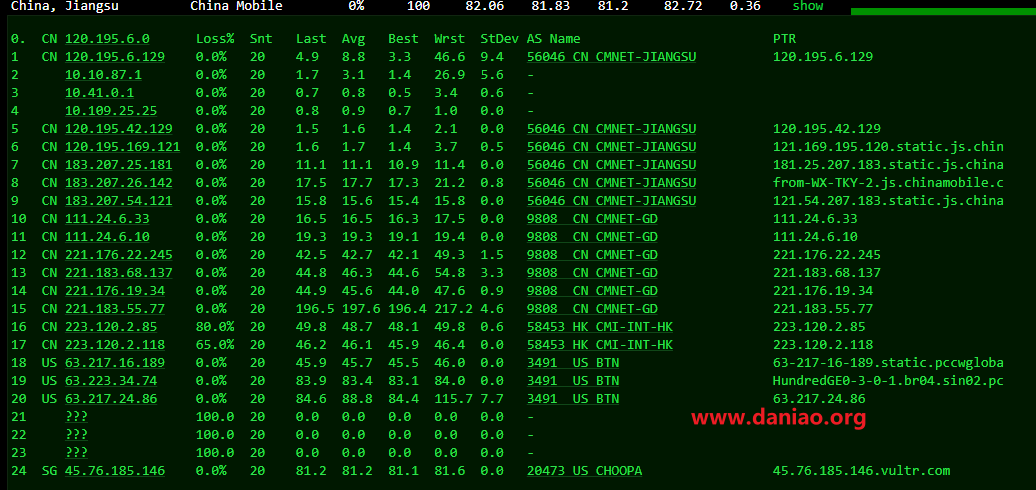 China, Jiangsu China Mobile 0% 100 82.06 81.83 81.2 82.72 0.36 show
0. CN 120.195.6.0 Loss% Snt Last Avg Best Wrst StDev AS Name PTR
1 CN 120.195.6.129 0.0% 20 4.9 8.8 3.3 46.6 9.4 56046 CN CMNET-JIANGSU 120.195.6.129
2 10.10.87.1 0.0% 20 1.7 3.1 1.4 26.9 5.6 -
3 10.41.0.1 0.0% 20 0.7 0.8 0.5 3.4 0.6 -
4 10.109.25.25 0.0% 20 0.8 0.9 0.7 1.0 0.0 -
5 CN 120.195.42.129 0.0% 20 1.5 1.6 1.4 2.1 0.0 56046 CN CMNET-JIANGSU 120.195.42.129
6 CN 120.195.169.121 0.0% 20 1.6 1.7 1.4 3.7 0.5 56046 CN CMNET-JIANGSU 121.169.195.120.static.js.chin
7 CN 183.207.25.181 0.0% 20 11.1 11.1 10.9 11.4 0.0 56046 CN CMNET-JIANGSU 181.25.207.183.static.js.china
8 CN 183.207.26.142 0.0% 20 17.5 17.7 17.3 21.2 0.8 56046 CN CMNET-JIANGSU from-WX-TKY-2.js.chinamobile.c
9 CN 183.207.54.121 0.0% 20 15.8 15.6 15.4 15.8 0.0 56046 CN CMNET-JIANGSU 121.54.207.183.static.js.china
10 CN 111.24.6.33 0.0% 20 16.5 16.5 16.3 17.5 0.0 9808 CN CMNET-GD 111.24.6.33
11 CN 111.24.6.10 0.0% 20 19.3 19.3 19.1 19.4 0.0 9808 CN CMNET-GD 111.24.6.10
12 CN 221.176.22.245 0.0% 20 42.5 42.7 42.1 49.3 1.5 9808 CN CMNET-GD 221.176.22.245
13 CN 221.183.68.137 0.0% 20 44.8 46.3 44.6 54.8 3.3 9808 CN CMNET-GD 221.183.68.137
14 CN 221.176.19.34 0.0% 20 44.9 45.6 44.0 47.6 0.9 9808 CN CMNET-GD 221.176.19.34
15 CN 221.183.55.77 0.0% 20 196.5 197.6 196.4 217.2 4.6 9808 CN CMNET-GD 221.183.55.77
16 CN 223.120.2.85 80.0% 20 49.8 48.7 48.1 49.8 0.6 58453 HK CMI-INT-HK 223.120.2.85
17 CN 223.120.2.118 65.0% 20 46.2 46.1 45.9 46.4 0.0 58453 HK CMI-INT-HK 223.120.2.118
18 US 63.217.16.189 0.0% 20 45.9 45.7 45.5 46.0 0.0 3491 US BTN 63-217-16-189.static.pccwgloba
19 US 63.223.34.74 0.0% 20 83.9 83.4 83.1 84.0 0.0 3491 US BTN HundredGE0-3-0-1.br04.sin02.pc
20 US 63.217.24.86 0.0% 20 84.6 88.8 84.4 115.7 7.7 3491 US BTN 63.217.24.86
21 ??? 100.0 20 0.0 0.0 0.0 0.0 0.0 -
www.daniao.org
22 ??? 100.0 20 0.0 0.0 0.0 0.0 0.0 -
23 ??? 100.0 20 0.0 0.0 0.0 0.0 0.0 -
24 SG 45.76.185.146 0.0% 20 81.2 81.2 81.1 81.6 0.0 20473 US CHOOPA 45.76.185.146.vultr.com